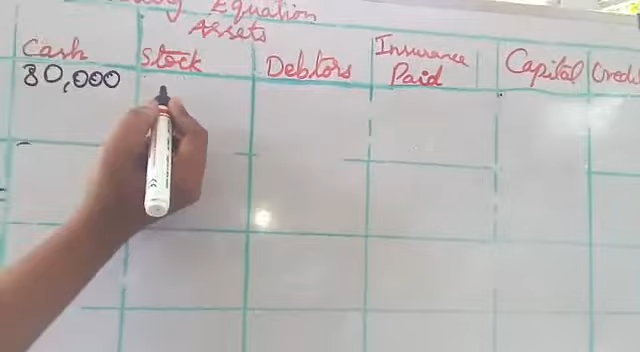 Equation
Assets
Cash Stock Debtors Insurance Paid Capital
80,000